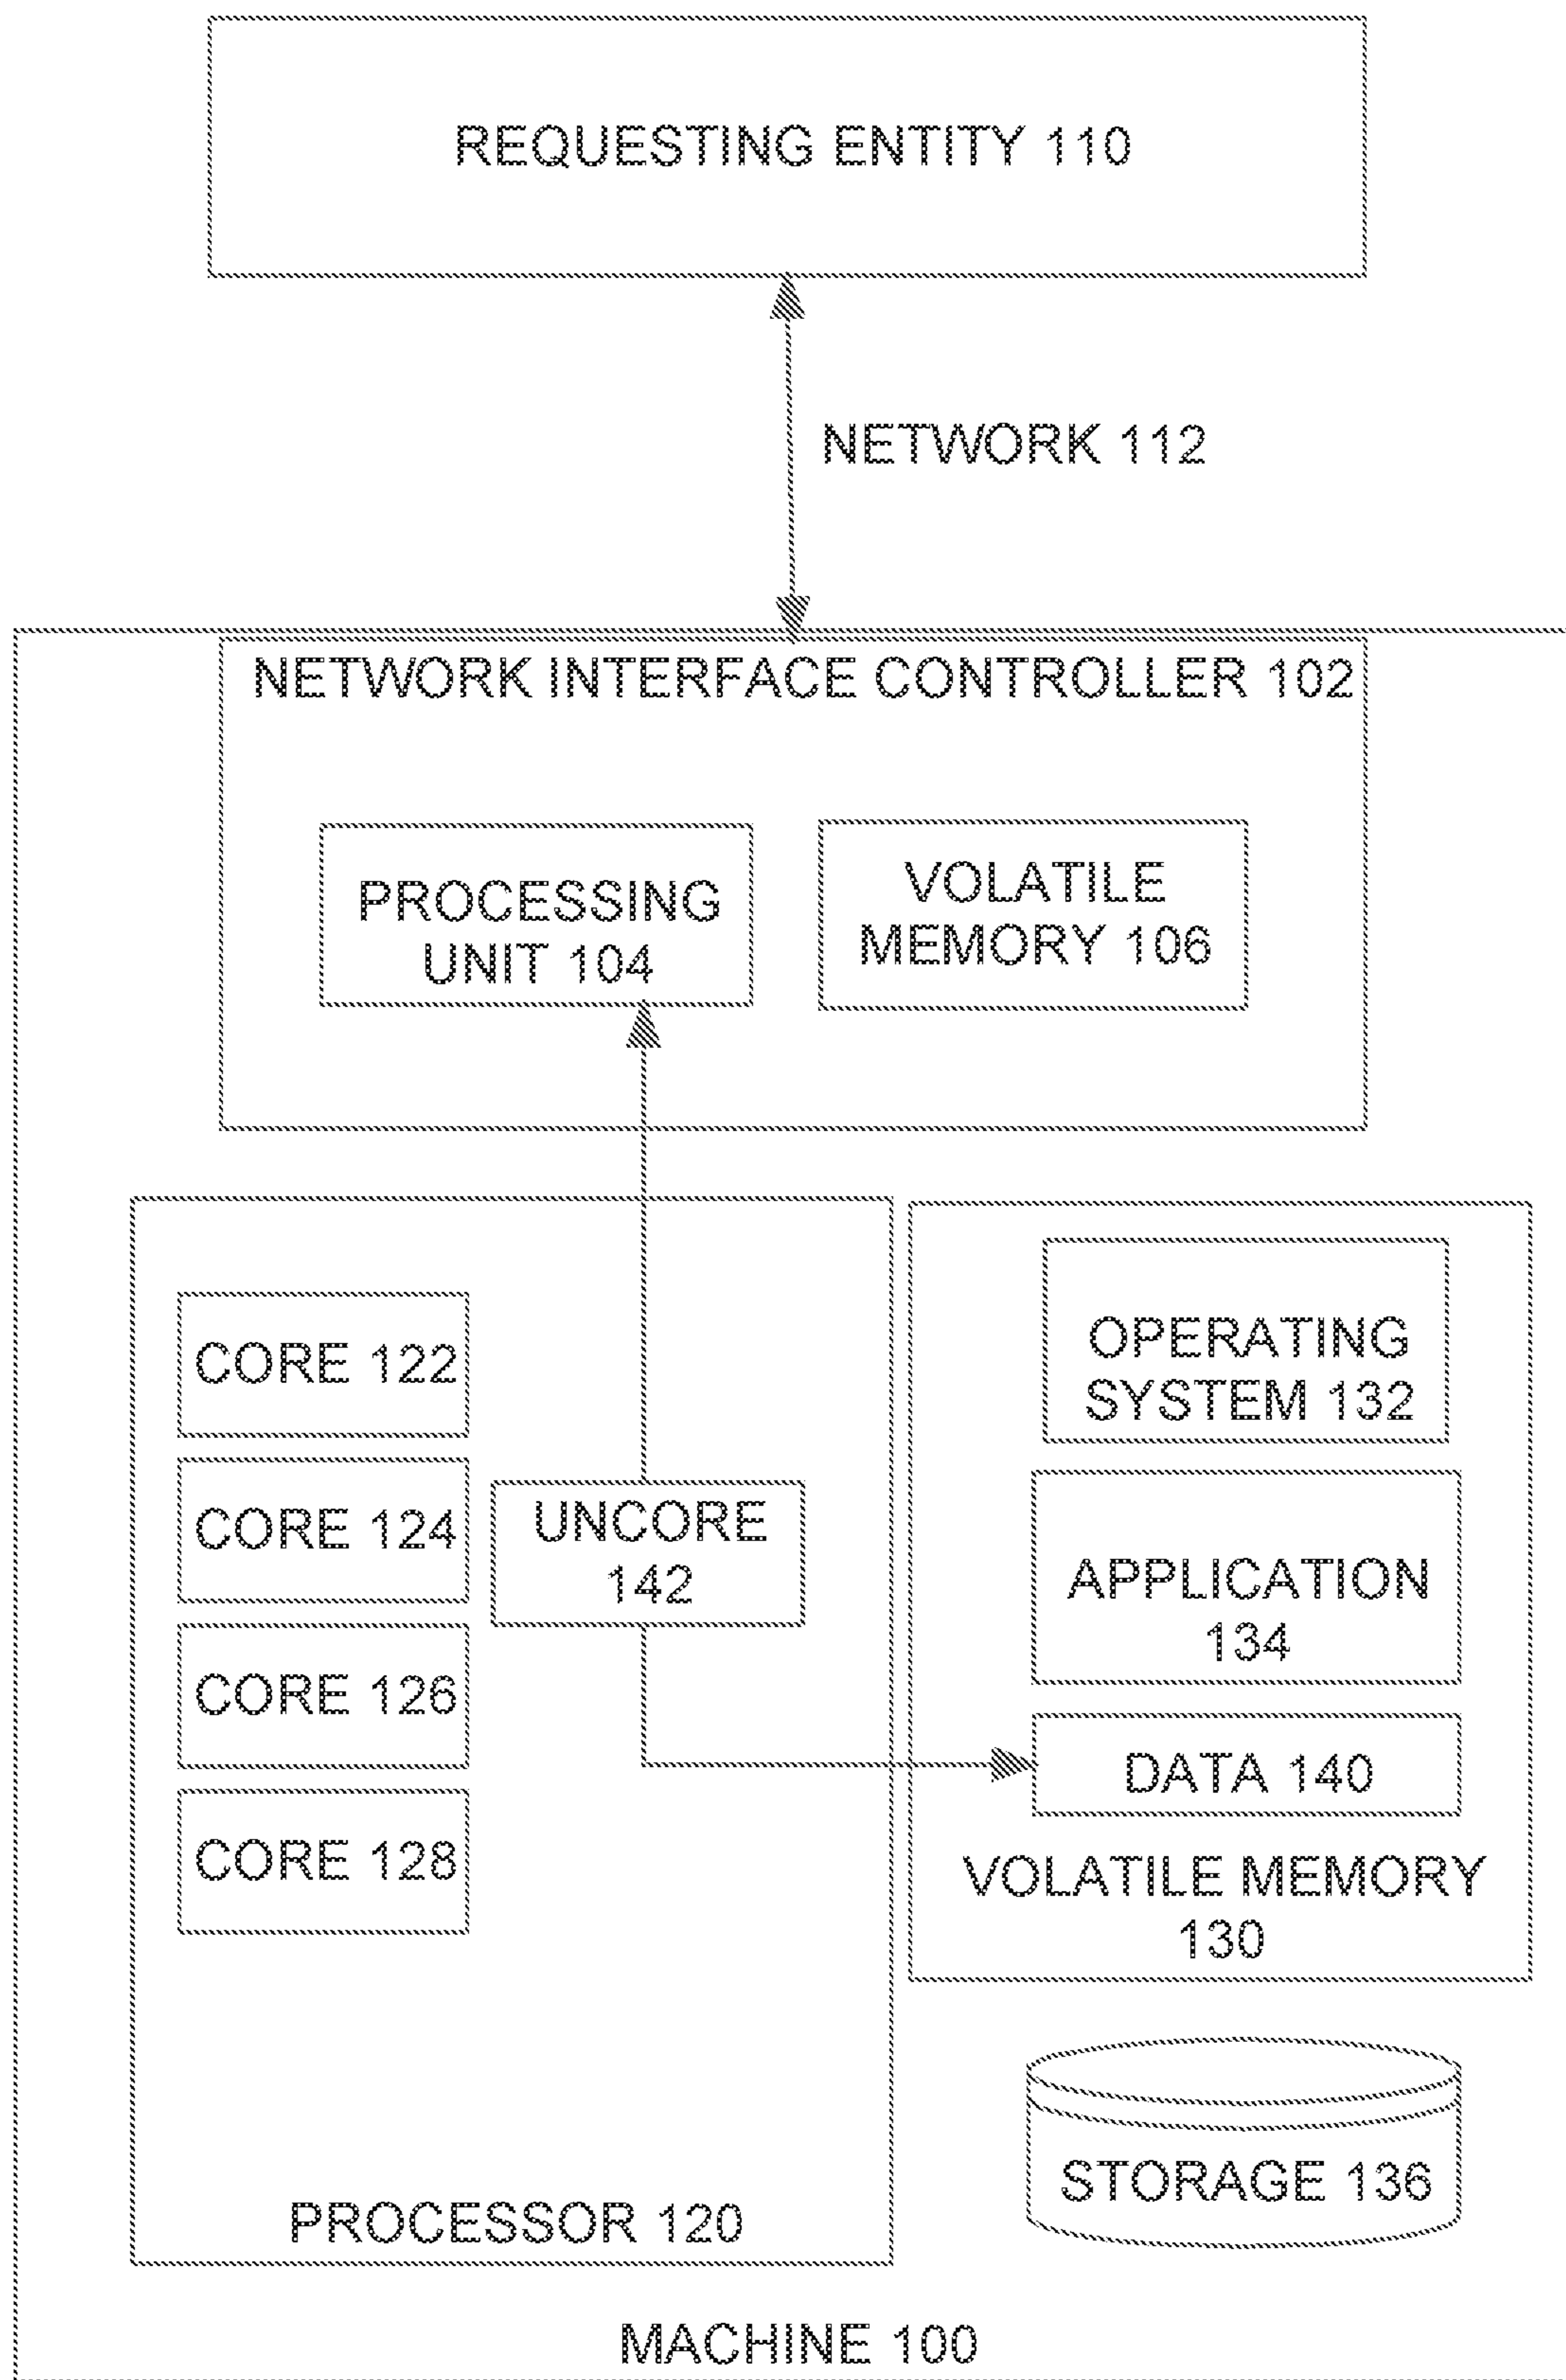 REQUESTING ENTITY 110
NETWORK 112
NETWORK INTERFACE CONTROLLER 102
PROCESSING
UNIT 104
VOLATILE
MEMORY 106
CORE 122
CORE 124
CORE 126
CORE 128
UNCORE
142
PROCESSOR 120
OPERATING
SYSTEM 132
APPLICATION
134
DATA 140
VOLATILE MEMORY
130
STORAGE 136
MACHINE 100